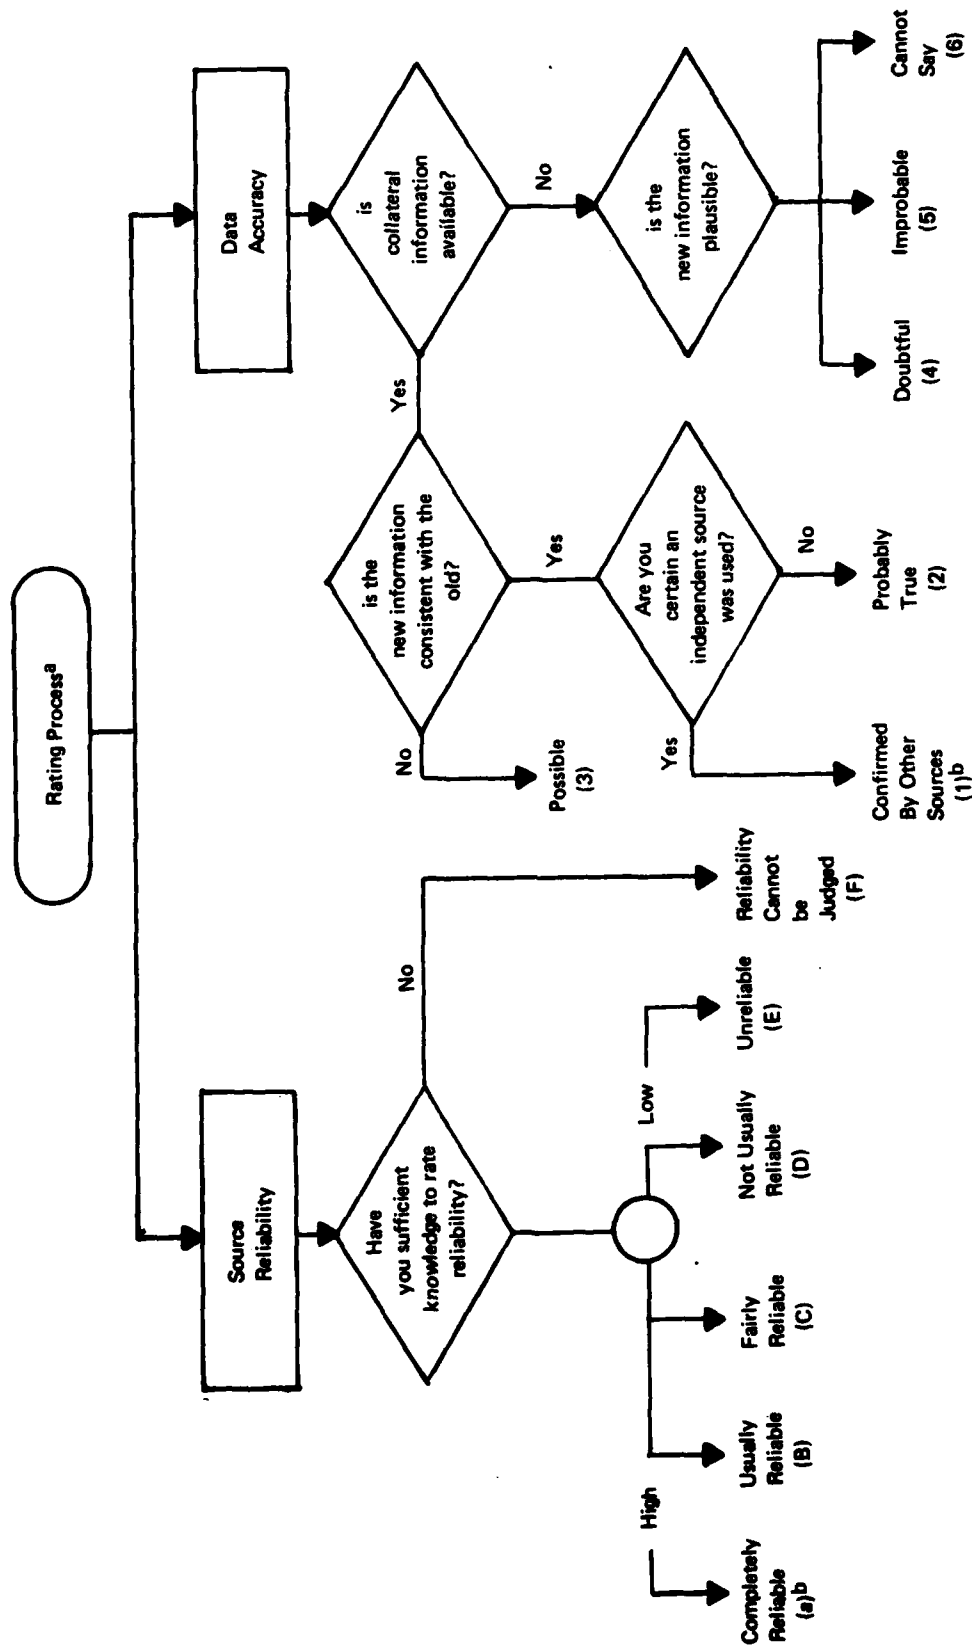 Rating Processᵃ
Source
Reliability
Have
you sufficient
knowledge to rate
reliability?
No
High
Low
Completely
Reliable
(a)ᵇ
Usually
Reliable
(B)
Fairly
Reliable
(C)
Not Usually
Reliable
(D)
Unreliable
(E)
Reliability
Cannot
be
Judged
(F)
Data
Accuracy
is
collateral
information
available?
Yes
No
is the
new information
consistent with the
old?
No
Possible
(3)
Yes
Are you
certain an
independent source
was used?
Yes
No
Confirmed
By Other
Sources
(1)ᵇ
Probably
True
(2)
is the
new information
plausible?
Doubtful
(4)
Improbable
(5)
Cannot
Say
(6)